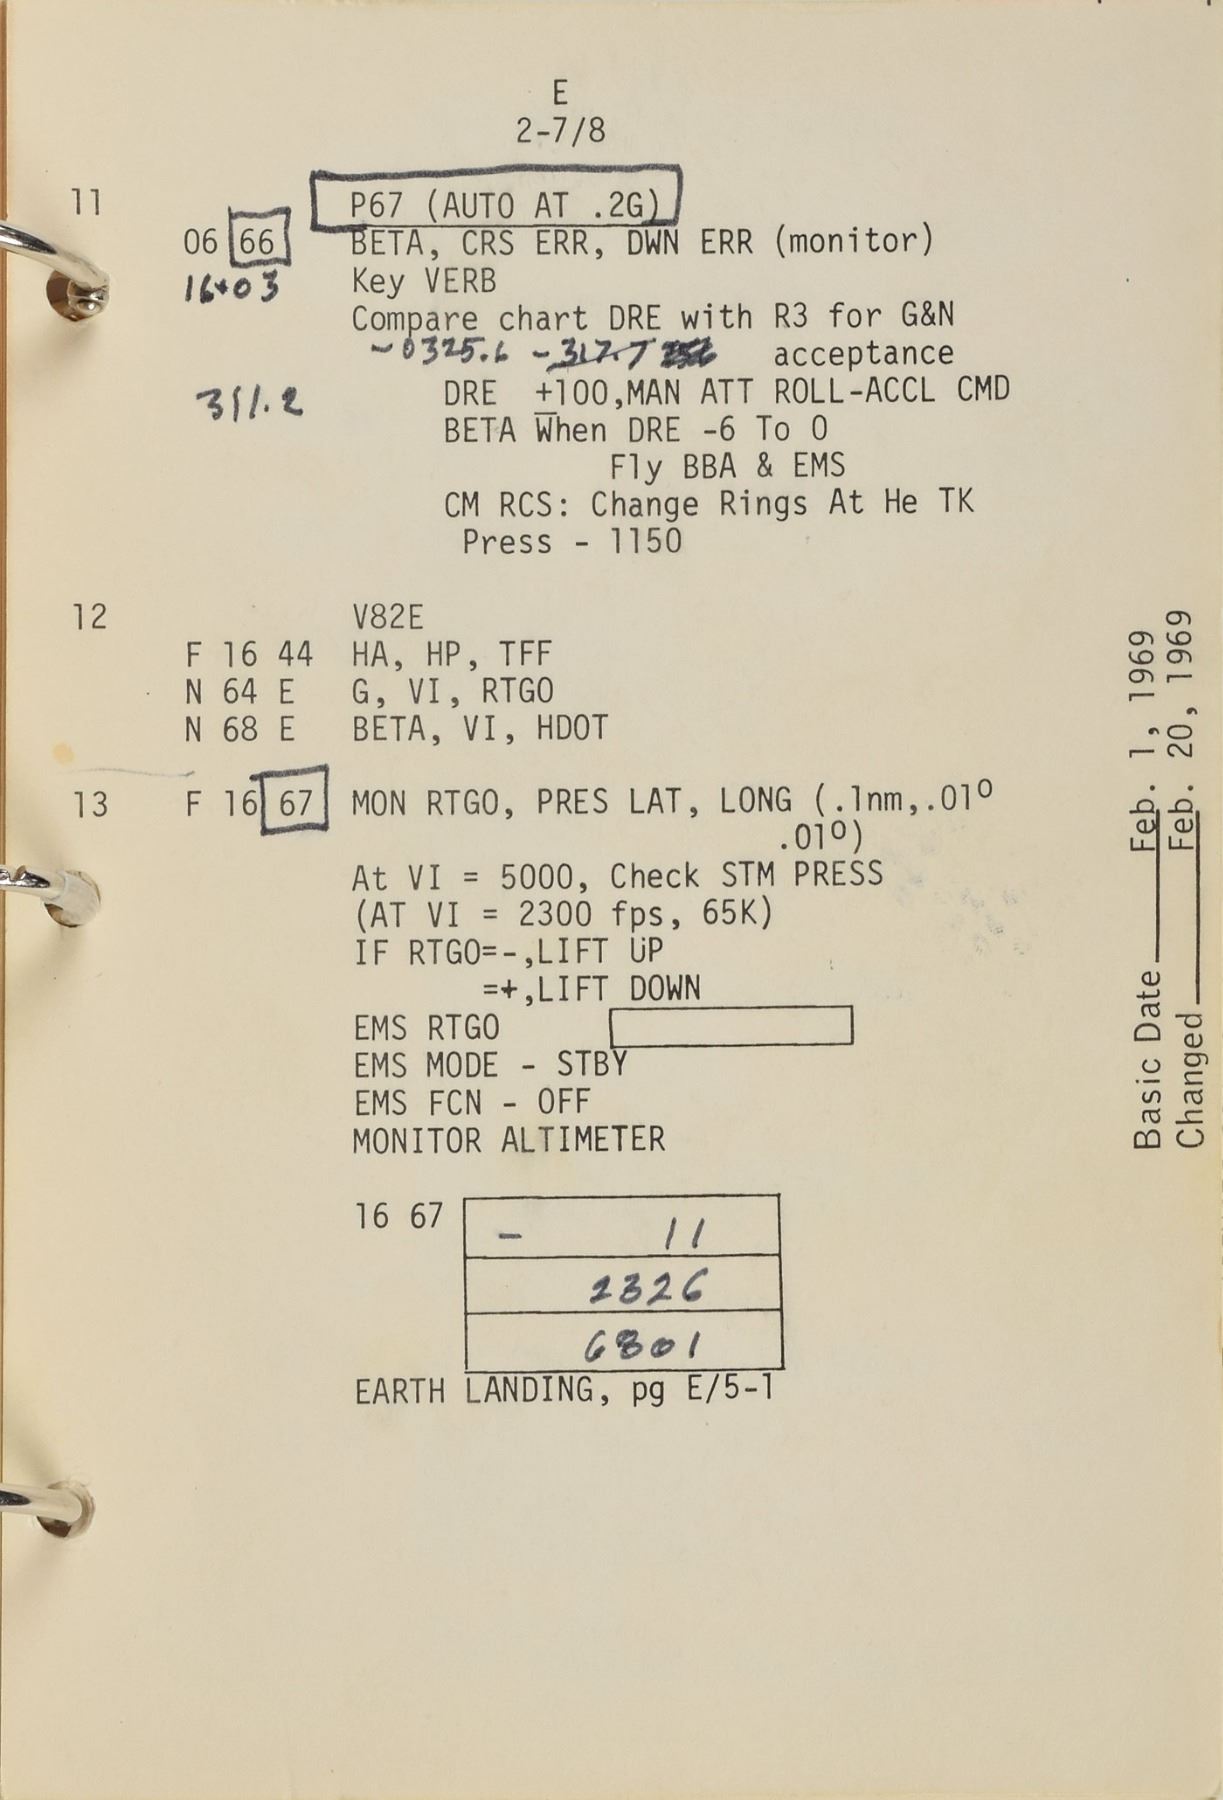 E
2-7/8
11 P67 (AUTO AT .2G)
06 66 BETA, CRS ERR, DWN ERR (monitor)
16+03 Key VERB
Compare chart DRE with R3 for G&N
-0325.6 -317.7 acceptance
311.2 DRE ±100,MAN ATT ROLL-ACCL CMD
BETA When DRE -6 To 0
Fly BBA & EMS
CM RCS: Change Rings At He TK
Press - 1150
12 V82E
F 16 44 HA, HP, TFF
N 64 E G, VI, RTGO
N 68 E BETA, VI, HDOT
13 F 16 67 MON RTGO, PRES LAT, LONG (.1nm,.01º
.01º)
At VI = 5000, Check STM PRESS
(AT VI = 2300 fps, 65K)
IF RTGO=-,LIFT UP
=+,LIFT DOWN
EMS RTGO
EMS MODE - STBY
EMS FCN - OFF
MONITOR ALTIMETER
16 67 - 11
2326
6801
EARTH LANDING, pg E/5-1
Basic Date Feb. 1, 1969
Changed Feb. 20, 1969